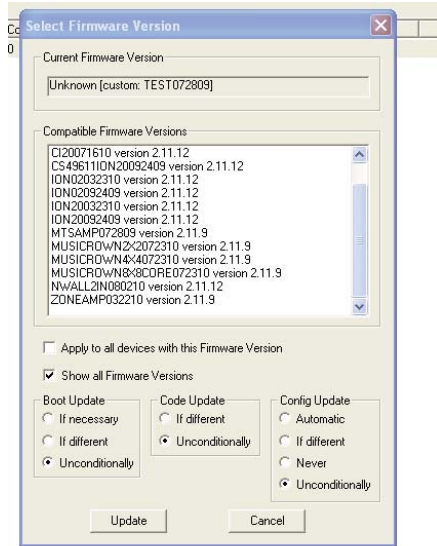 Co
0
Select Firmware Version
Current Firmware Version
Unknown [custom: TEST072809]
Compatible Firmware Versions
CI20071610 version 2.11.12
CS49611ION20092409 version 2.11.12
ION02032310 version 2.11.12
ION02092409 version 2.11.12
ION20032310 version 2.11.12
ION20092409 version 2.11.12
MTSAMP072809 version 2.11.9
MUSICROWN2X2072310 version 2.11.9
MUSICROWN4X4072310 version 2.11.9
MUSICROWN8X8CORE072310 version 2.11.9
NWALL2IN080210 version 2.11.12
ZONEAMP032210 version 2.11.9
Apply to all devices with this Firmware Version
Show all Firmware Versions
Boot Update
If necessary
If different
Unconditionally
Code Update
If different
Unconditionally
Config Update
Automatic
If different
Never
Unconditionally
Update
Cancel